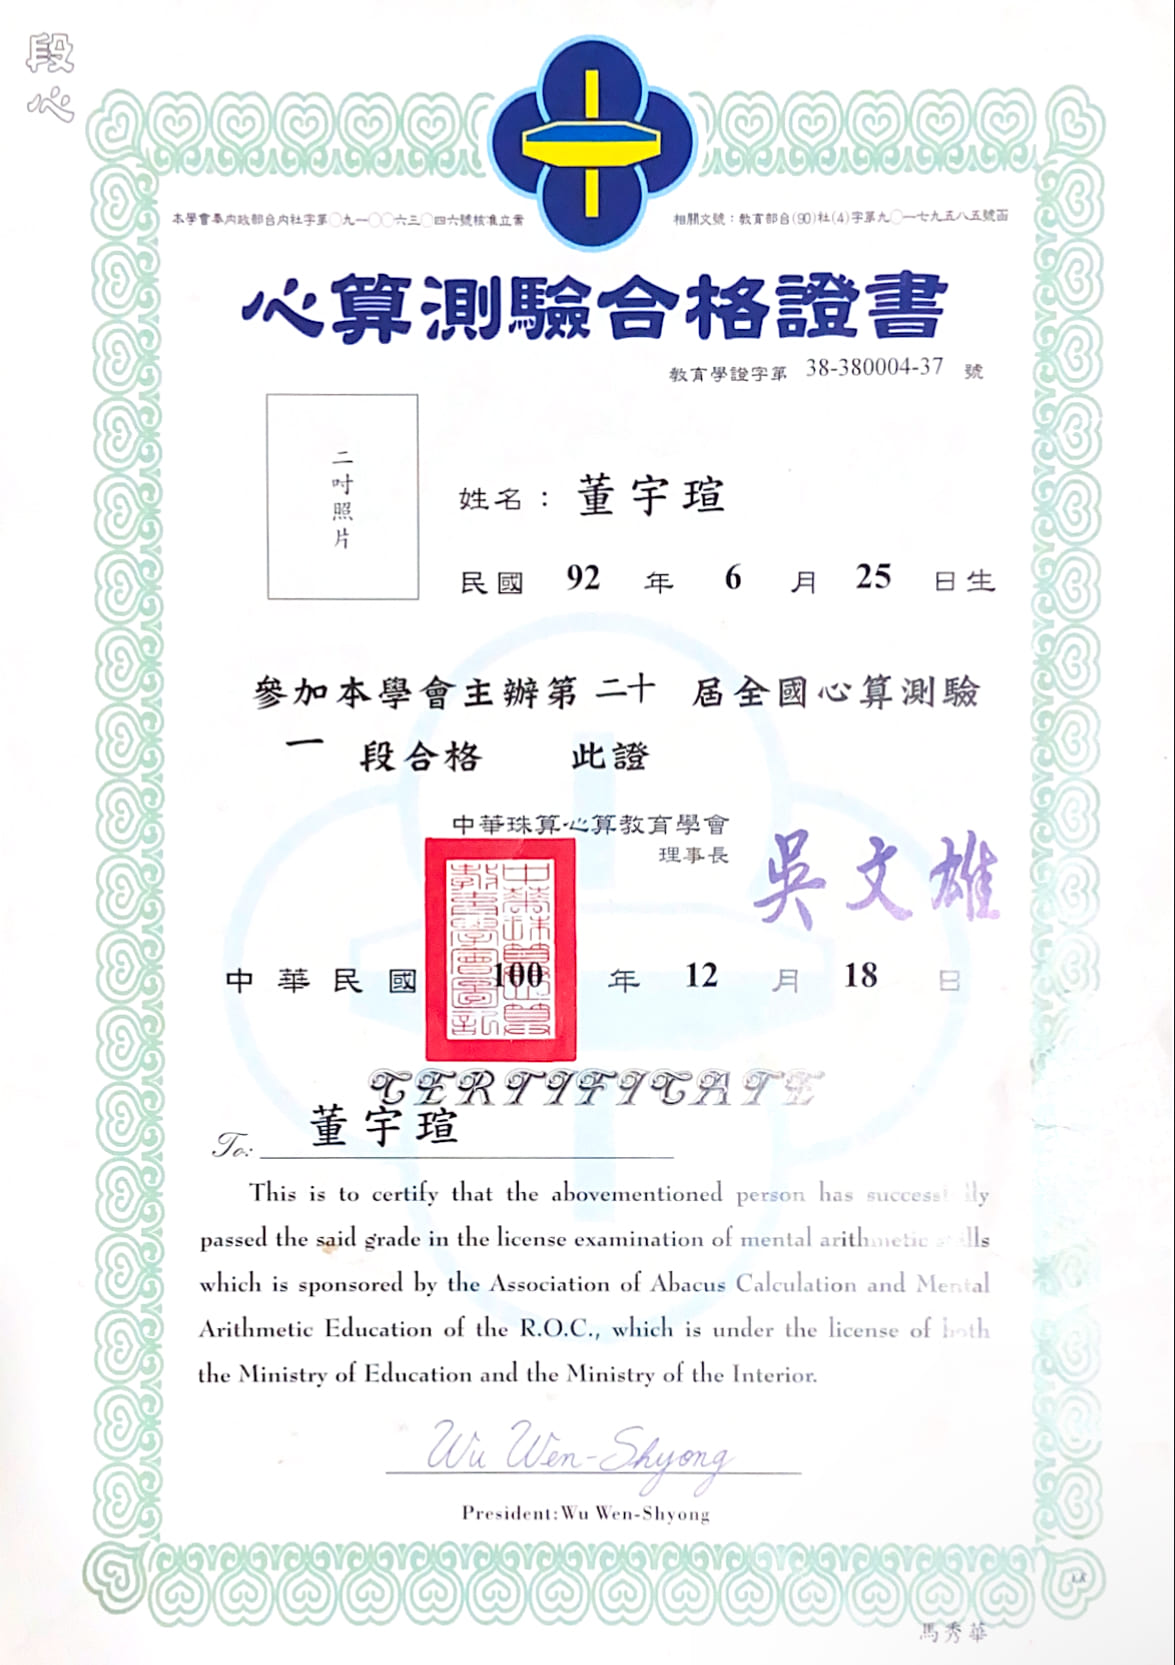 段
心
本學會奉內政部台內社字第〇九一〇〇六三〇四六號核准立案
相關文號：教育部台(90)社(4)字第九〇一七九五八五號函
心算測驗合格證書
教育學證字第 38-380004-37 號
二吋照片
姓名：董宇瑄
民國 92 年 6 月 25 日生
參加本學會主辦第二十屆全國心算測驗
一段合格 此證
中華珠算心算教育學會
理事長 吳文雄
中華珠算心算
教育學會圖記
中華民國 100 年 12 月 18 日
CERTIFICATE
To: 董宇瑄
This is to certify that the abovementioned person has successfully
passed the said grade in the license examination of mental arithmetic skills
which is sponsored by the Association of Abacus Calculation and Mental
Arithmetic Education of the R.O.C., which is under the license of both
the Ministry of Education and the Ministry of the Interior.
Wu Wen-Shyong
President:Wu Wen-Shyong
馬秀華